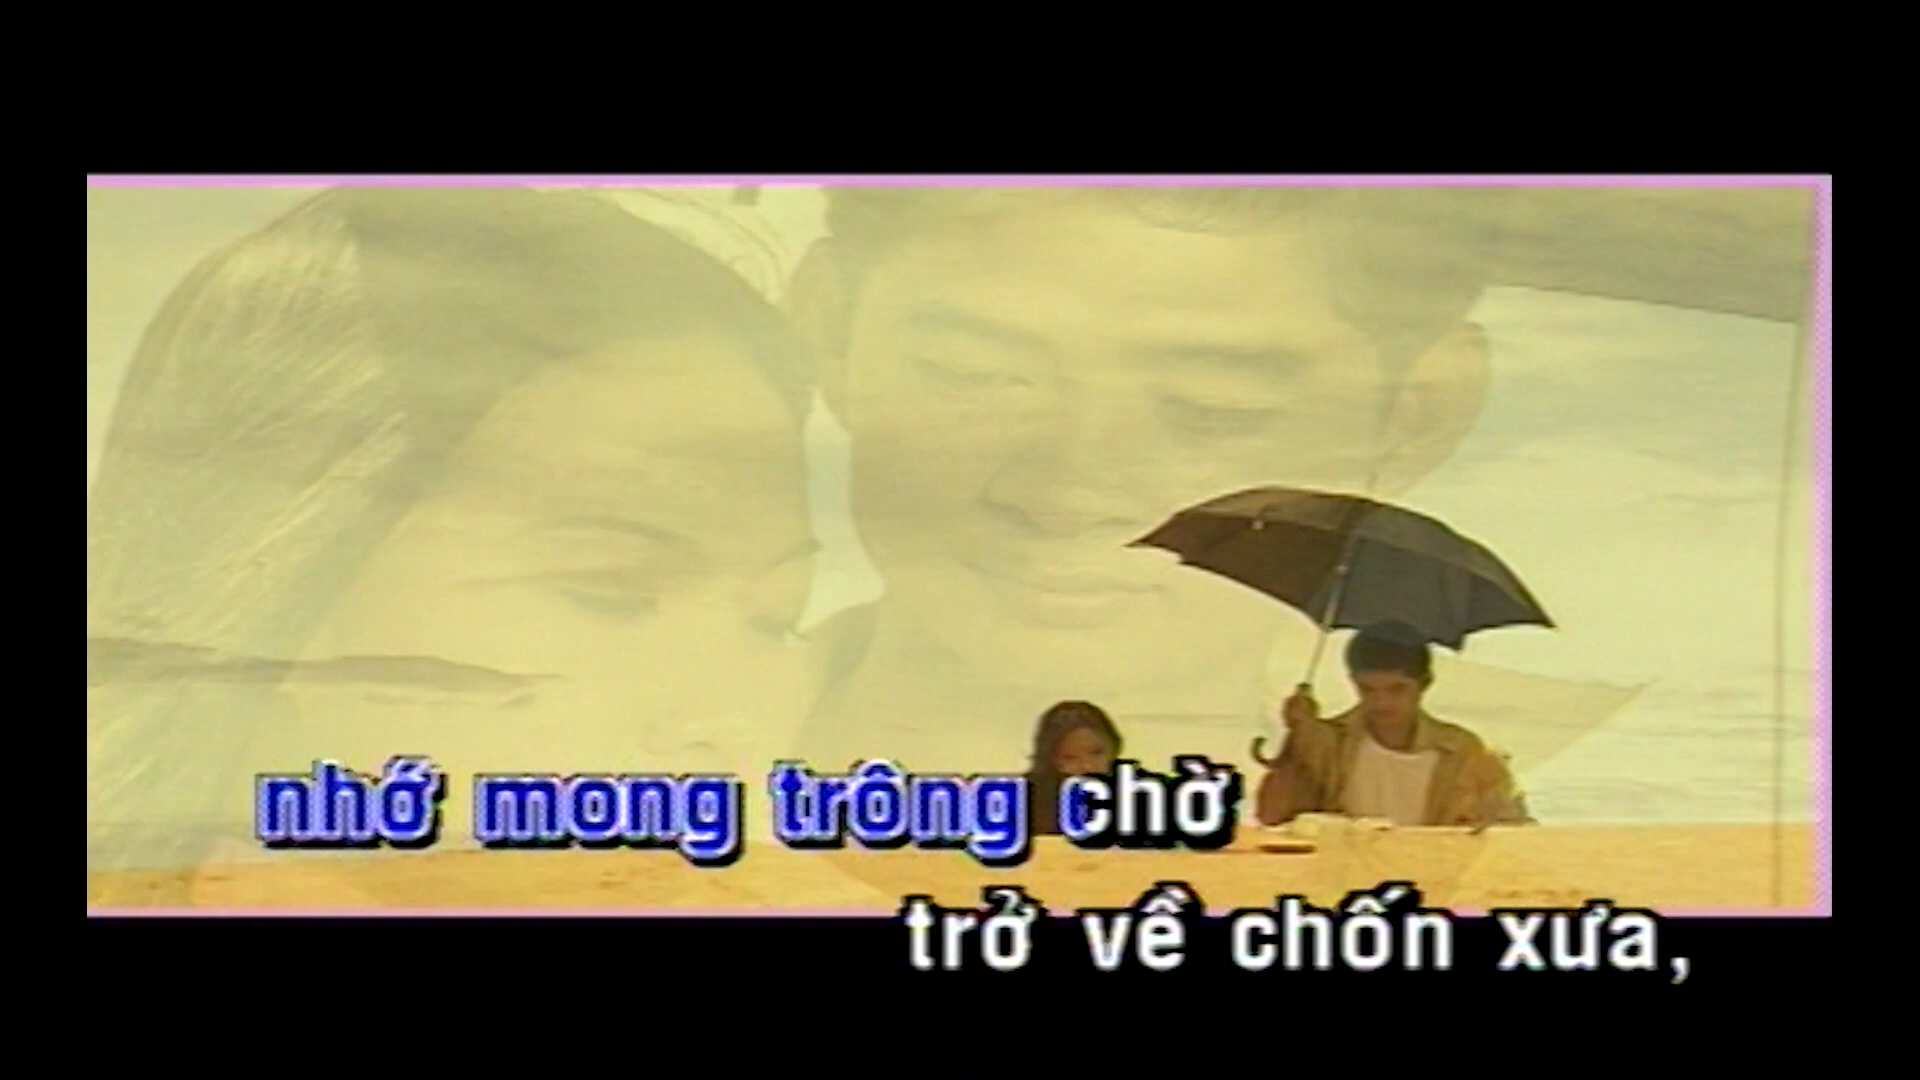 nhớ mong trông chờ
trở về chốn xưa,